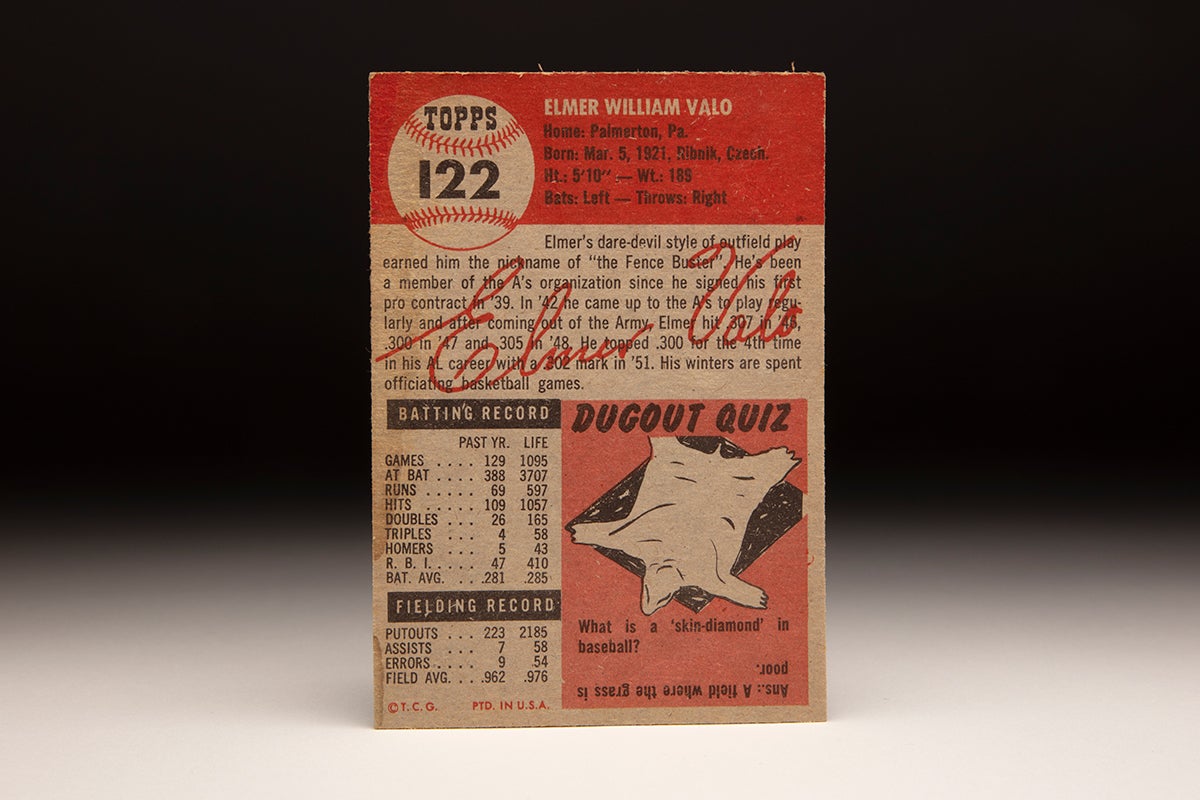 TOPPS
122
ELMER WILLIAM VALO
Home: Palmerton, Pa.
Born: Mar. 5, 1921, Ribnik, Czech.
Ht.: 5'10" — Wt.: 185
Bats: Left — Throws: Right
Elmer's dare-devil style of outfield play
earned him the nickname of "the Fence Buster". He's been
a member of the A's organization since he signed his first
pro contract in '39. In '42 he came up to the A's to play regu-
larly and after coming out of the Army, Elmer hit .307 in '46,
.300 in '47 and .305 in '48. He topped .300 for the 4th time
in his AL career with a .302 mark in '51. His winters are spent
officiating basketball games.
Elmer Valo
BATTING RECORD
PAST YR. LIFE
GAMES .... 129 1095
AT BAT .... 388 3707
RUNS ..... 69 597
HITS ..... 109 1057
DOUBLES ... 26 165
TRIPLES ... 4 58
HOMERS ... 5 43
R. B. I. .... 47 410
BAT. AVG. ... .281 .285
FIELDING RECORD
PUTOUTS ... 223 2185
ASSISTS ... 7 58
ERRORS ... 9 54
FIELD AVG. ... .962 .976
©T.C.G. PTD. IN U.S.A.
DUGOUT QUIZ
What is a 'skin-diamond' in
baseball?
Ans.: A field where the grass is
poor.